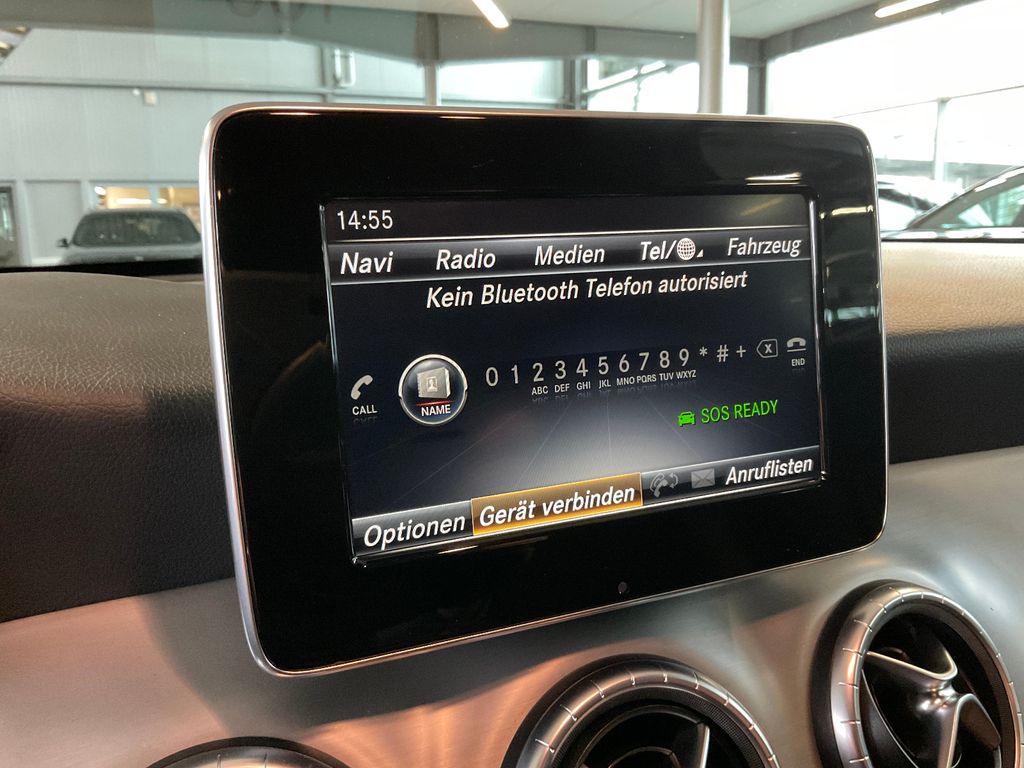 14:55
Navi Radio Medien Tel/ Fahrzeug
Kein Bluetooth Telefon autorisiert
CALL NAME 0 1 2 3 4 5 6 7 8 9 * # + X END
ABC DEF GHI JKL MNO PQRS TUV WXYZ
SOS READY
Optionen Gerät verbinden Anruflisten